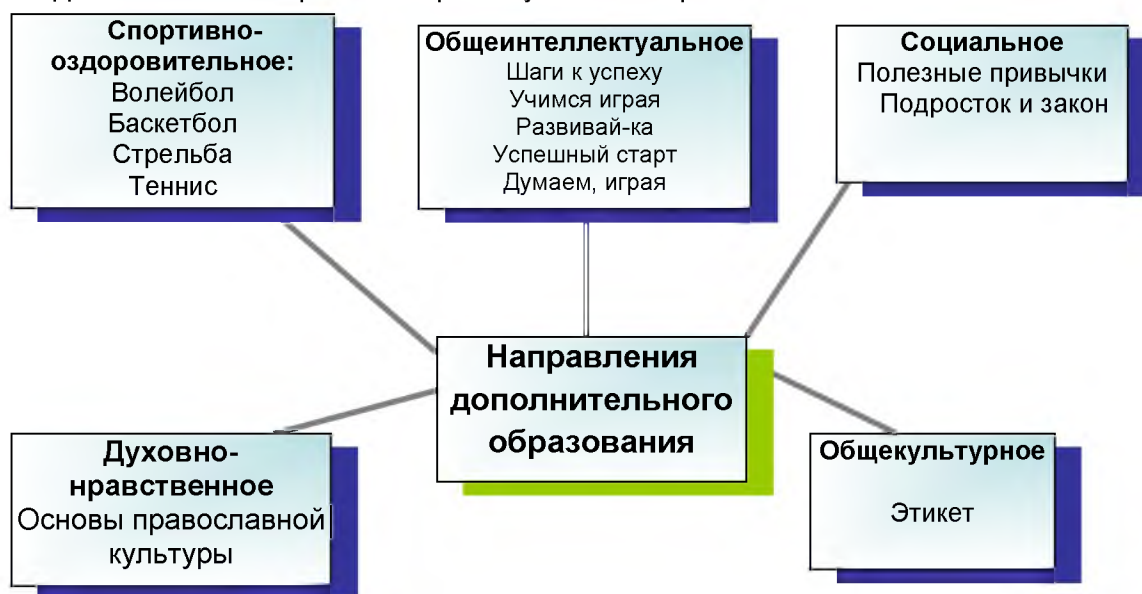 Спортивно-
оздоровительное:
Волейбол
Баскетбол
Стрельба
Теннис
Общеинтеллектуальное
Шаги к успеху
Учимся играя
Развивай-ка
Успешный старт
Думаем, играя
Социальное
Полезные привычки
Подросток и закон
Направления
дополнительного
образования
Духовно-
нравственное
Основы православной
культуры
Общекультурное
Этикет